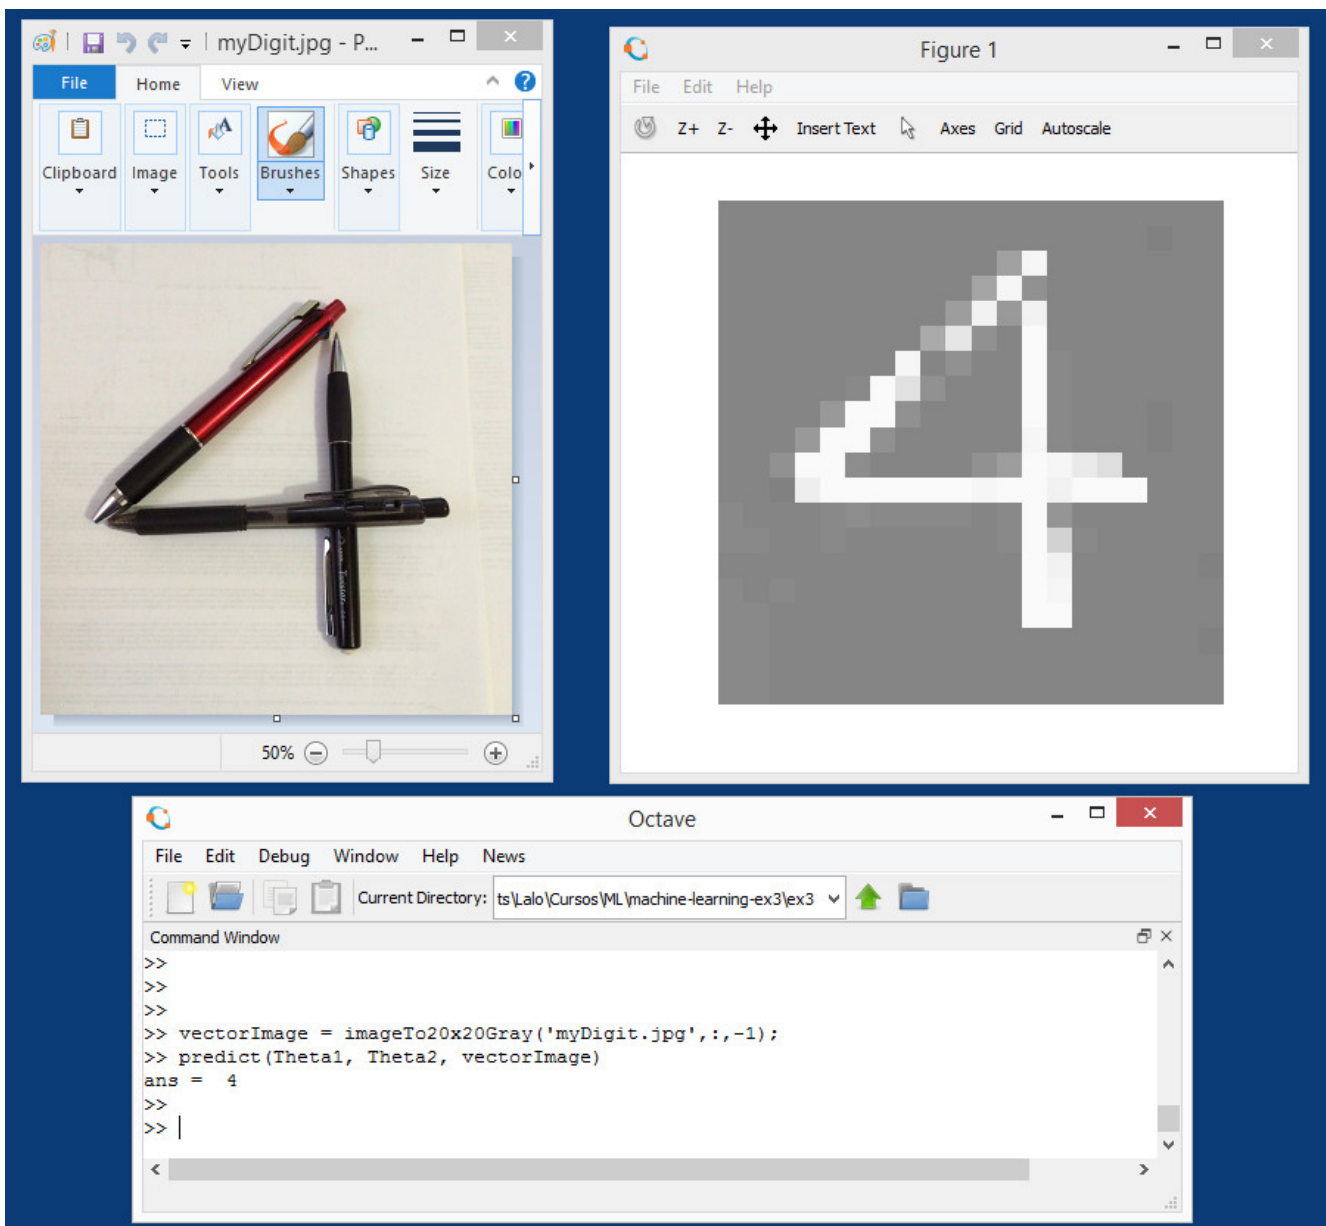 myDigit.jpg - P...
File Home View
Clipboard Image Tools Brushes Shapes Size Colo
50%
Figure 1
File Edit Help
Z+ Z- Insert Text Axes Grid Autoscale
Octave
File Edit Debug Window Help News
Current Directory: ts\Lalo\Cursos\ML\machine-learning-ex3\ex3
Command Window
>>
>>
>>
>> vectorImage = imageTo20x20Gray('myDigit.jpg',:,-1);
>> predict(Theta1, Theta2, vectorImage)
ans =  4
>>
>>